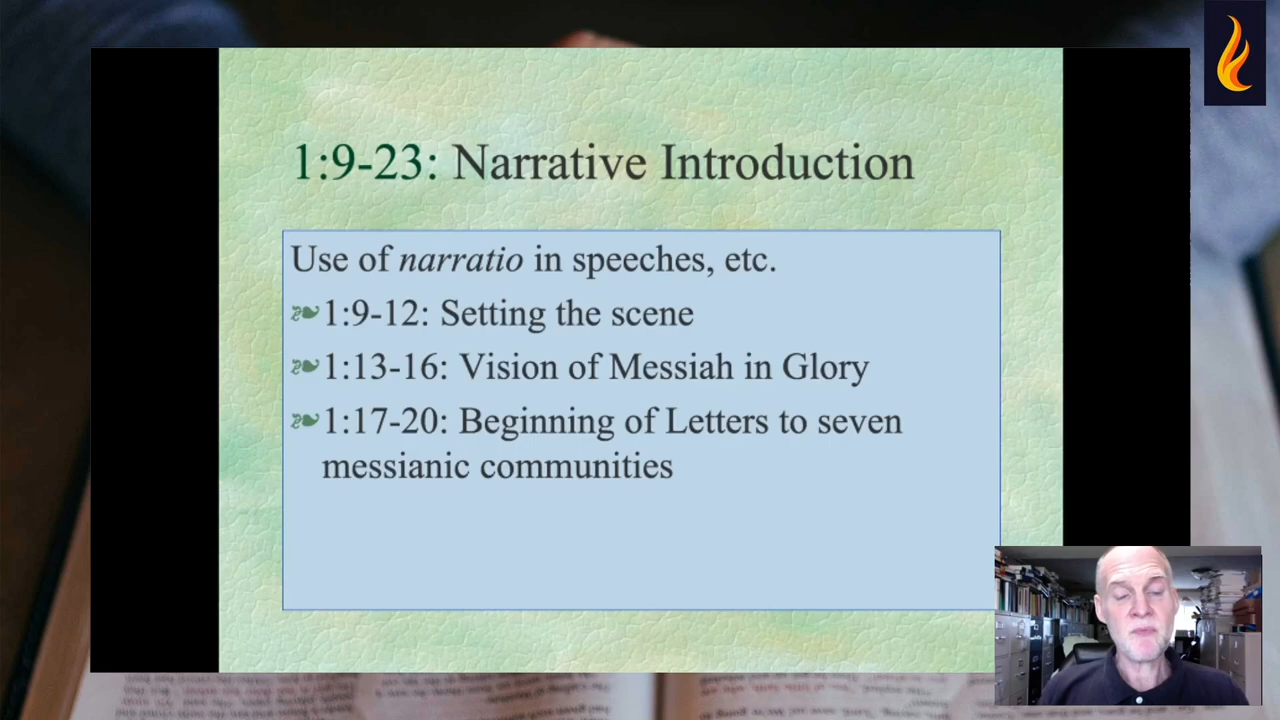 1:9-23: Narrative Introduction
Use of narratio in speeches, etc.
1:9-12: Setting the scene
1:13-16: Vision of Messiah in Glory
1:17-20: Beginning of Letters to seven
messianic communities